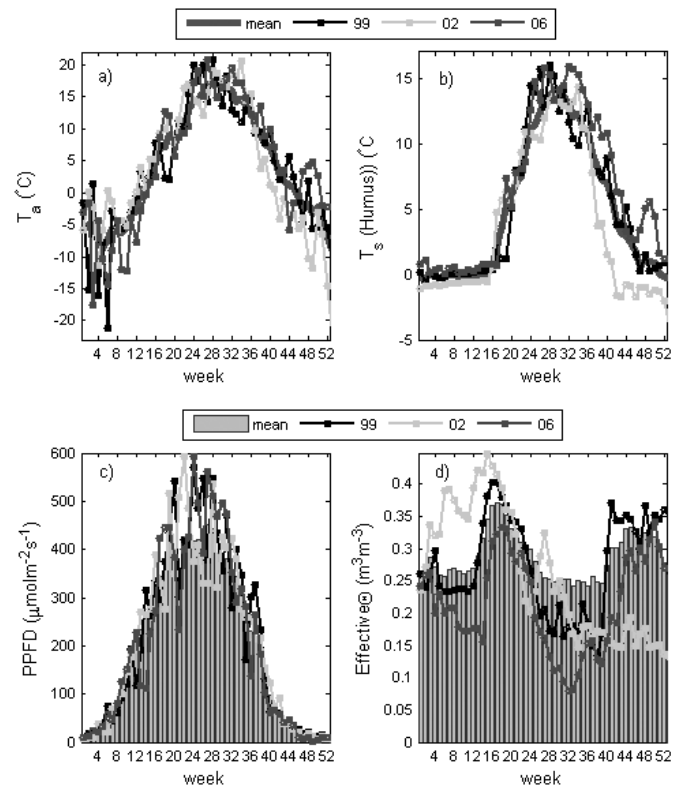 mean 99 02 06
a)
20
15
10
5
0
-5
-10
-15
-20
T_a (˚C)
4 8 12 16 20 24 28 32 36 40 44 48 52
week
b)
15
10
5
0
-5
T_s (Humus)) (˚C
4 8 12 16 20 24 28 32 36 40 44 48 52
week
mean 99 02 06
c)
600
500
400
300
200
100
0
PPFD (μmolm⁻²s⁻¹)
4 8 12 16 20 24 28 32 36 40 44 48 52
week
d)
0.4
0.35
0.3
0.25
0.2
0.15
0.1
0.05
0
EffectiveΘ (m³m⁻³)
4 8 12 16 20 24 28 32 36 40 44 48 52
week